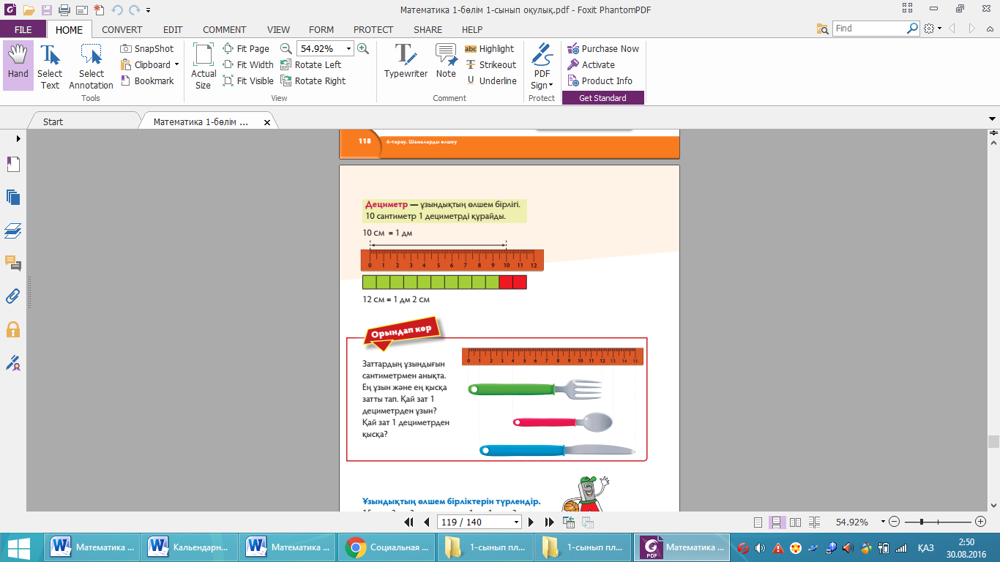 Математика 1-бөлім 1-сынып оқулық.pdf - Foxit PhantomPDF
FILE HOME CONVERT EDIT COMMENT VIEW FORM PROTECT SHARE HELP Find
Hand
Select Text
Select Annotation
SnapShot
Clipboard
Bookmark
Tools
Actual Size
Fit Page
Fit Width
Fit Visible
54.92%
Rotate Left
Rotate Right
View
Typewriter
Note
abc Highlight
Strikeout
U Underline
Comment
PDF Sign
Protect
Purchase Now
Activate
Product Info
Get Standard
Start Математика 1-бөлім ...
118 6-тарау. Шамаларды өлшеу
Дециметр — ұзындықтың өлшем бірлігі.
10 сантиметр 1 дециметрді құрайды.
10 см = 1 дм
0 1 2 3 4 5 6 7 8 9 10 11 12
12 см = 1 дм 2 см
Орындап көр
0 1 2 3 4 5 6 7 8 9 10 11 12 13 14 15
Заттардың ұзындығын
сантиметрмен анықта.
Ең ұзын және ең қысқа
затты тап. Қай зат 1
дециметрден ұзын?
Қай зат 1 дециметрден
қысқа?
Ұзындықтың өлшем бірліктерін түрлендір.
119 / 140 54.92%
Математика ... Кальендарн... Математика ... Социальная ... 1-сынып пл... 1-сынып пл... PDF Математика ... ҚАЗ 2:50
30.08.2016